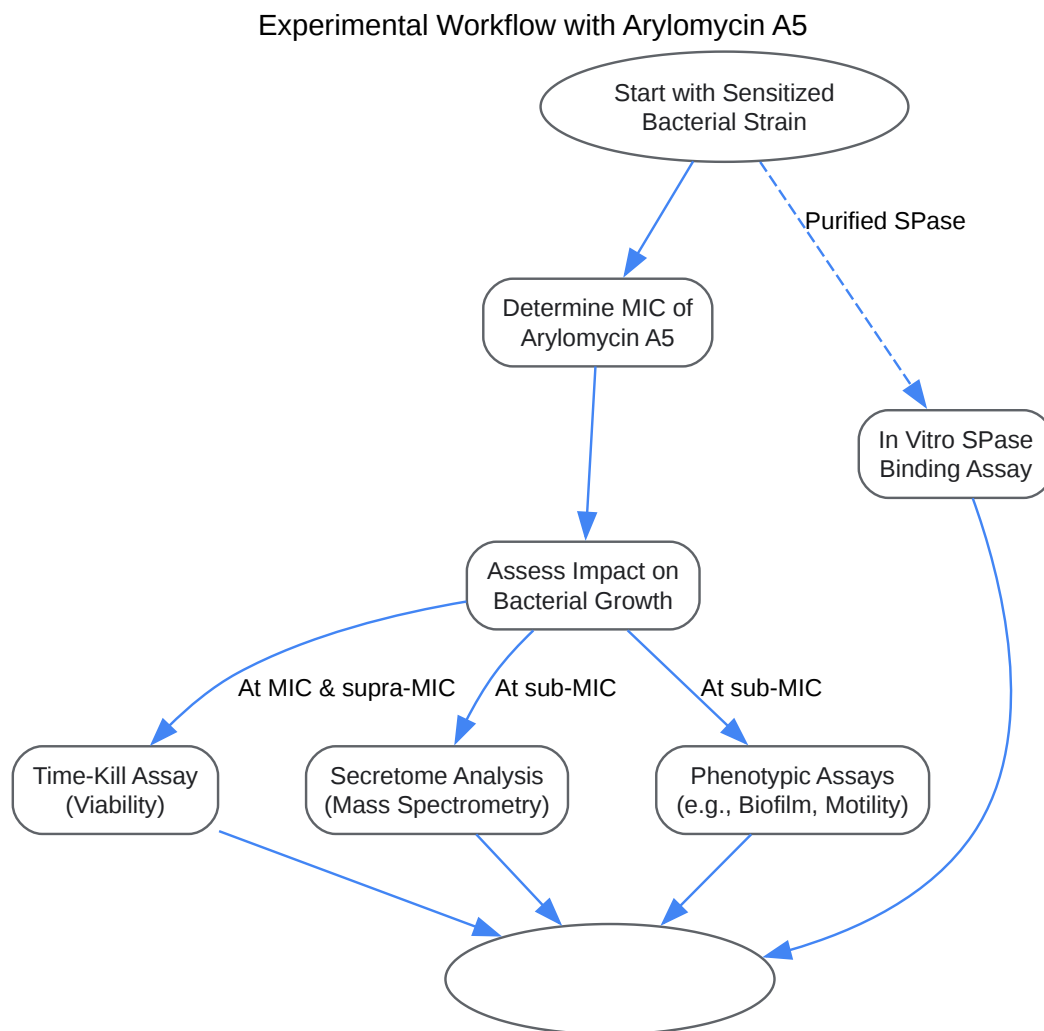 Experimental Workflow with Arylomycin A5
Start with Sensitized
Bacterial Strain
Purified SPase
Determine MIC of
Arylomycin A5
In Vitro SPase
Binding Assay
Assess Impact on
Bacterial Growth
At MIC & supra-MIC
At sub-MIC
At sub-MIC
Time-Kill Assay
(Viability)
Secretome Analysis
(Mass Spectrometry)
Phenotypic Assays
(e.g., Biofilm, Motility)